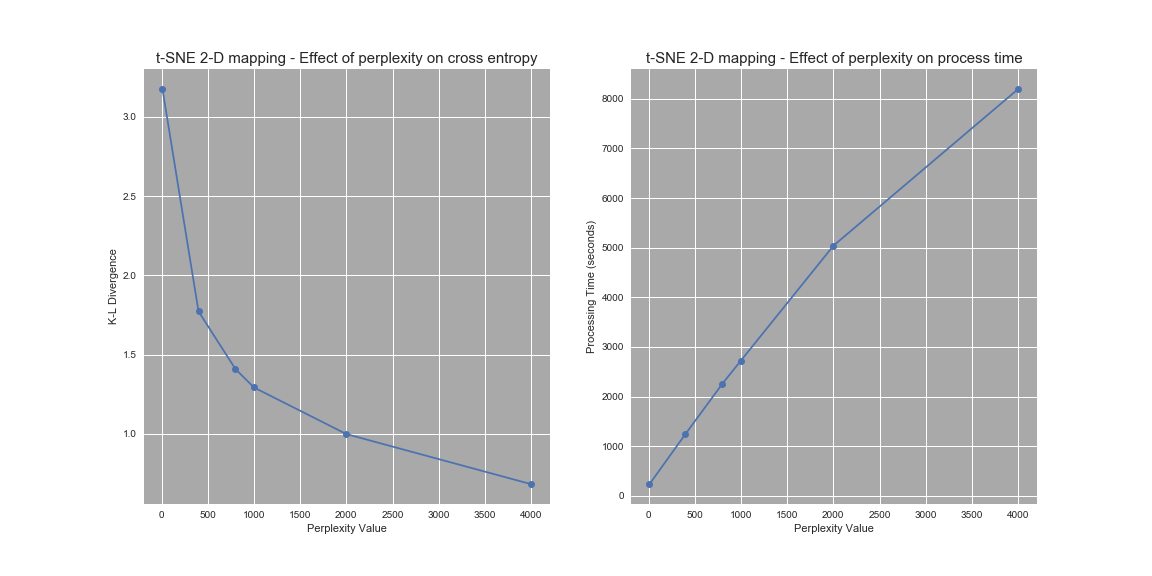 t-SNE 2-D mapping - Effect of perplexity on cross entropy
3.0
2.5
2.0
1.5
1.0
K-L Divergence
0 500 1000 1500 2000 2500 3000 3500 4000
Perplexity Value
t-SNE 2-D mapping - Effect of perplexity on process time
8000
7000
6000
5000
4000
3000
2000
1000
0
Processing Time (seconds)
0 500 1000 1500 2000 2500 3000 3500 4000
Perplexity Value